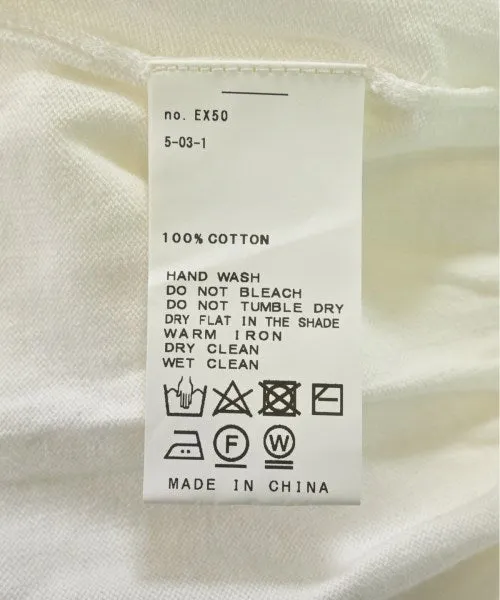 no. EX50
5-03-1
100% COTTON
HAND WASH
DO NOT BLEACH
DO NOT TUMBLE DRY
DRY FLAT IN THE SHADE
WARM IRON
DRY CLEAN
WET CLEAN
F W
MADE IN CHINA